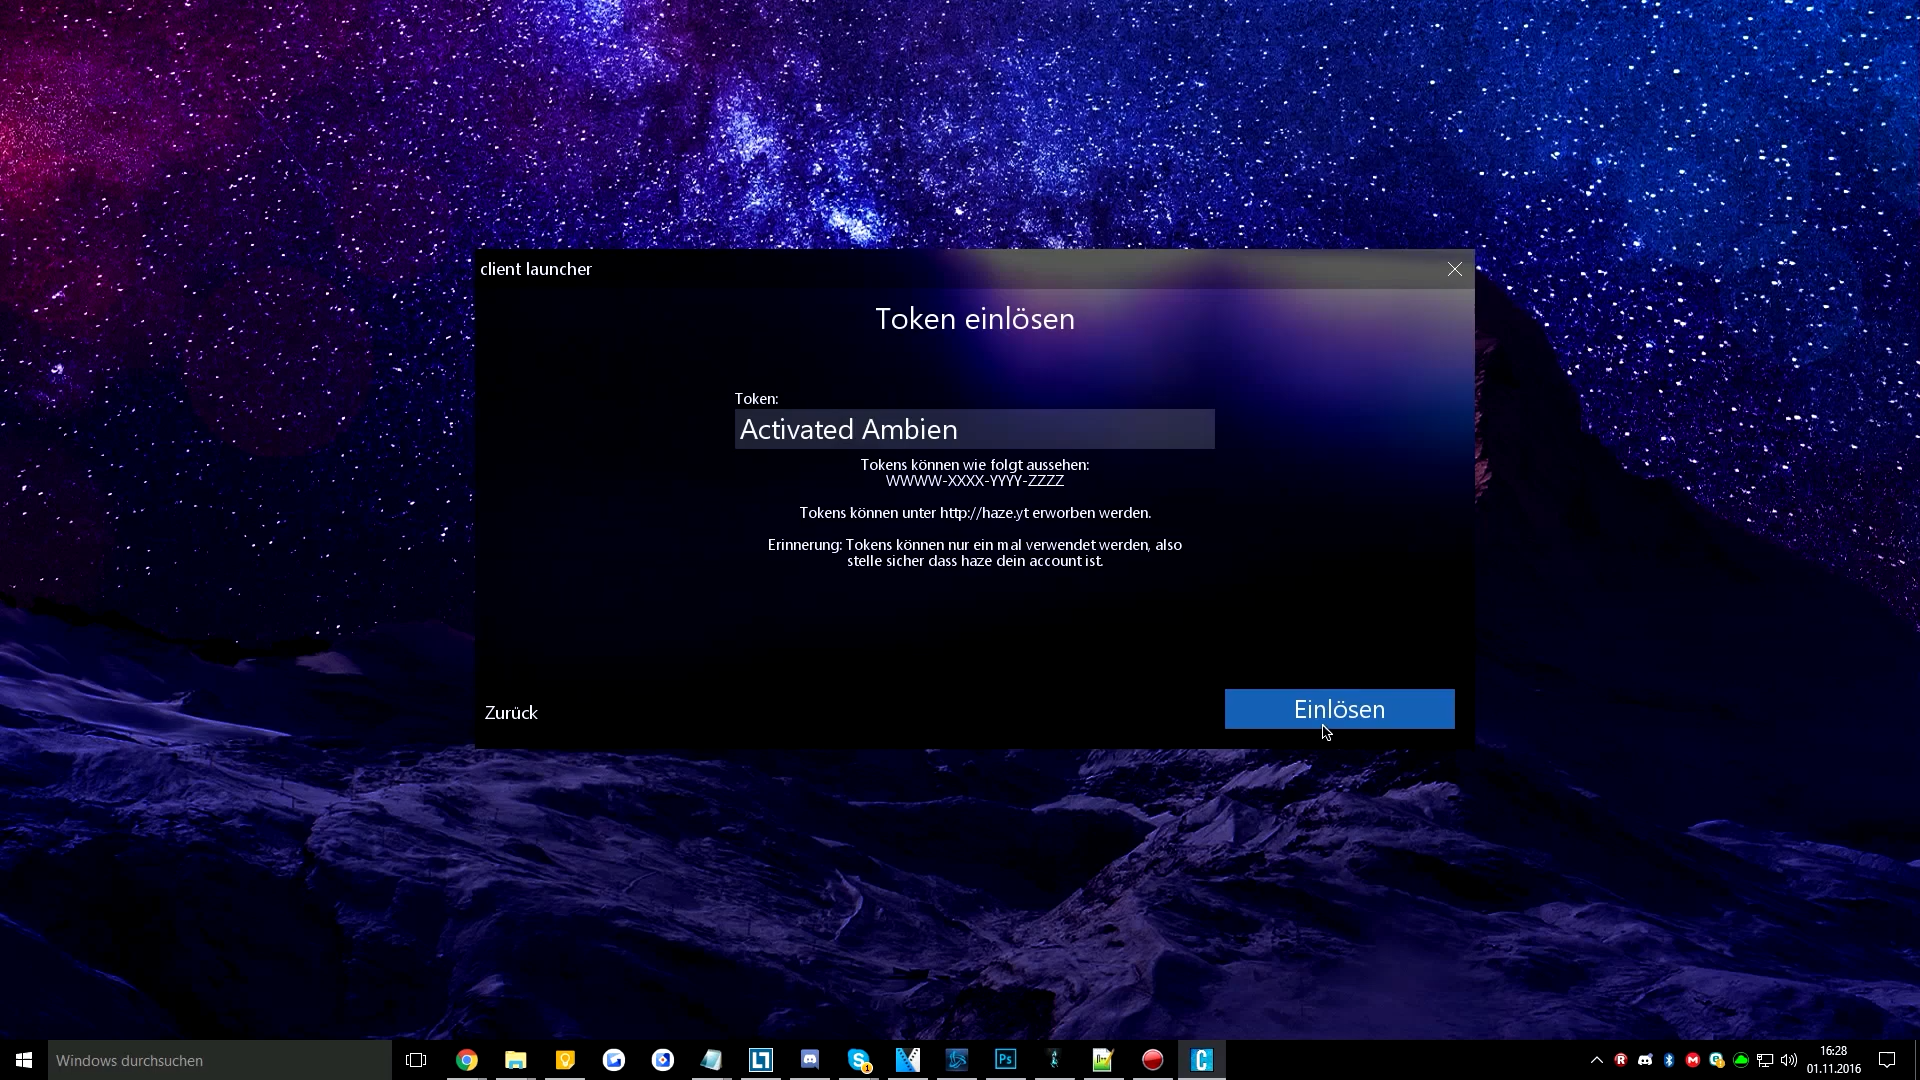 client launcher
Token einlösen
Token:
Activated Ambien
Tokens können wie folgt aussehen:
WWWW-XXXX-YYYY-ZZZZ
Tokens können unter http://haze.yt erworben werden.
Erinnerung: Tokens können nur ein mal verwendet werden, also
stelle sicher dass haze dein account ist.
Zurück
Einlösen
Windows durchsuchen
16:28
01.11.2016